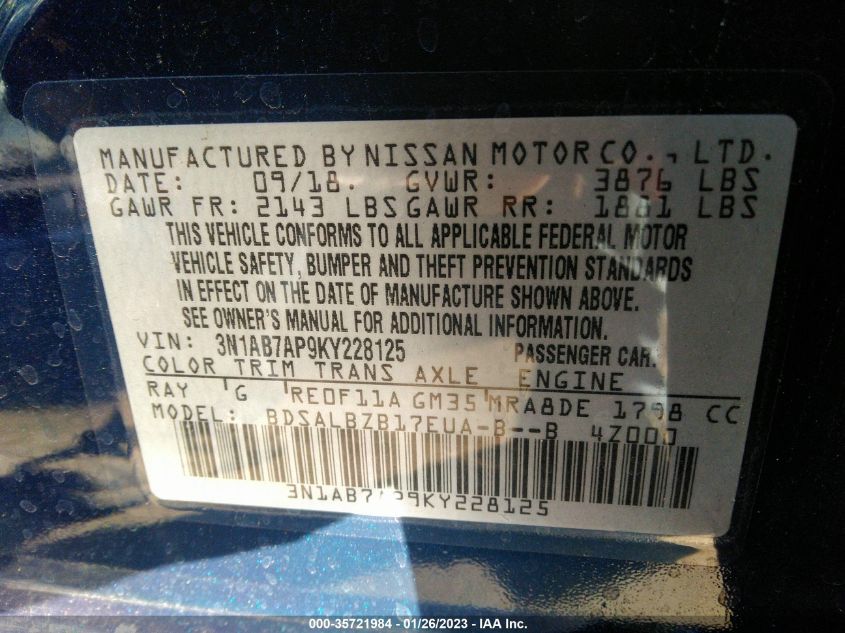 MANUFACTURED BY NISSAN MOTOR CO., LTD.
DATE: 09/18. GVWR: 3876 LBS
GAWR FR: 2143 LBS GAWR RR: 1881 LBS
THIS VEHICLE CONFORMS TO ALL APPLICABLE FEDERAL MOTOR
VEHICLE SAFETY, BUMPER AND THEFT PREVENTION STANDARDS
IN EFFECT ON THE DATE OF MANUFACTURE SHOWN ABOVE.
SEE OWNER'S MANUAL FOR ADDITIONAL INFORMATION.
VIN: 3N1AB7AP9KY228125 PASSENGER CAR.
COLOR TRIM TRANS AXLE ENGINE
RAY G RE0F11A GM35 MRA8DE 1798 CC
MODEL: BDSALBZB17EUA-B--B 4Z000
3N1AB7AP9KY228125
000-35721984 - 01/26/2023 - IAA Inc.